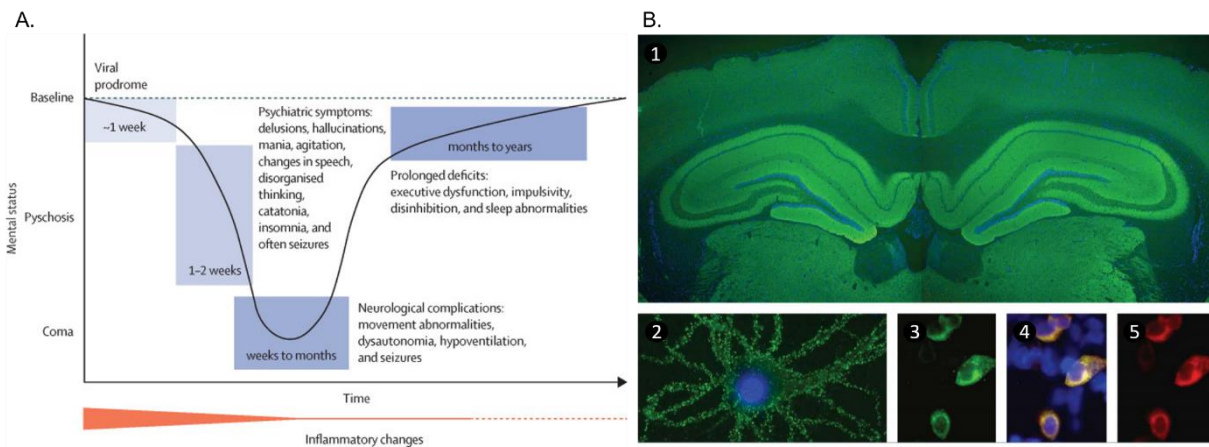 A.
Baseline
Pyschosis
Coma
Mental status
Viral
prodrome
~1 week
1–2 weeks
weeks to months
months to years
Psychiatric symptoms:
delusions, hallucinations,
mania, agitation,
changes in speech,
disorganised
thinking,
catatonia,
insomnia, and
often seizures
Prolonged deficits:
executive dysfunction, impulsivity,
disinhibition, and sleep abnormalities
Neurological complications:
movement abnormalities,
dysautonomia, hypoventilation,
and seizures
Time
Inflammatory changes
B.
1
2
3
4
5